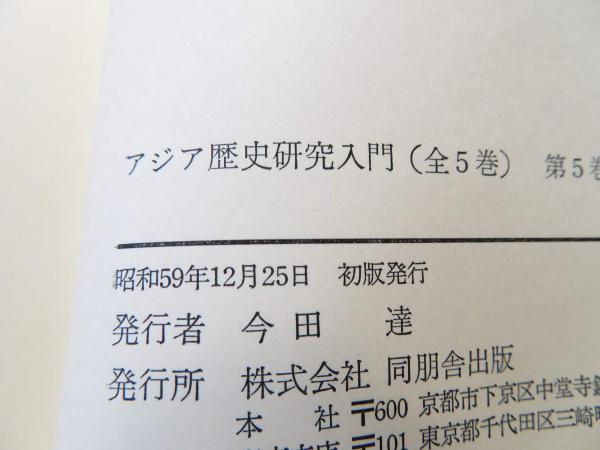 アジア歴史研究入門（全5巻） 第5巻
昭和59年12月25日 初版発行
発行者 今田 達
発行所 株式会社 同朋舎出版
本 社 〒600 京都市下京区中堂寺
〒101 東京都千代田区三崎町